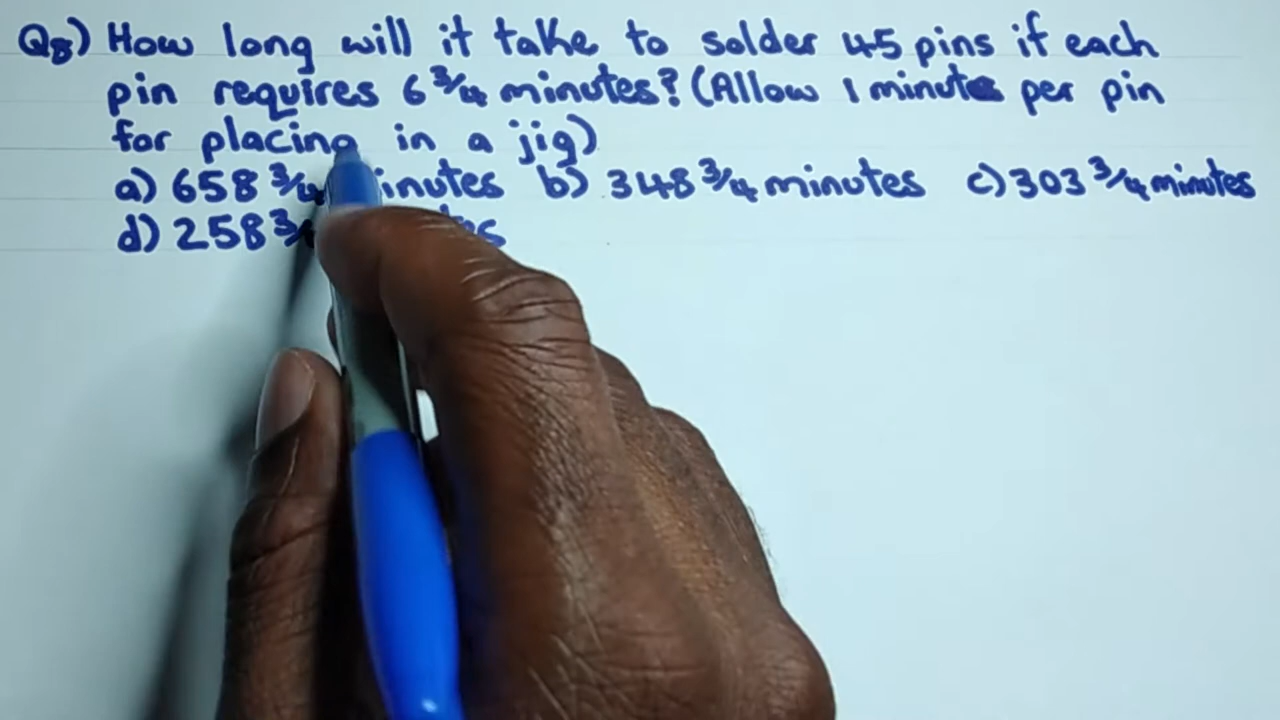 Q8) How long will it take to solder 45 pins if each
pin requires 6 3/4 minutes? (Allow 1 minute per pin
for placing in a jig)
a) 658 3/4 minutes b) 348 3/4 minutes c) 303 3/4 minutes
d) 258 3/4